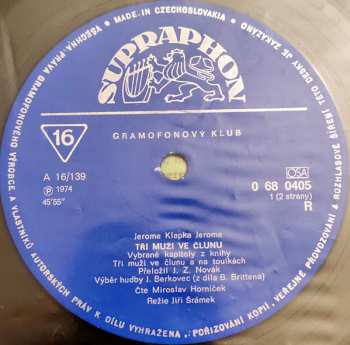 MADE IN CZECHOSLOVAKIA
VŠECHNA PRÁVA GRAMOFONOVÉHO VÝROBCE A VLASTNÍKŮ AUTORSKÝCH PRÁV K DÍLU VYHRAŽENA, POŘIZOVÁNÍ KOPIÍ, VEŘEJNÉ PROVOZOVÁNÍ A ROZHLASOVÉ ŠÍŘENÍ TÉTO DESKY JE ZAKÁZÁNO
SUPRAPHON
GRAMOFONOVÝ KLUB
16
A 16/139
Ⓟ 1974
45'55"
OSA
0 68 0405
1 (2 strany)
R
Jerome Klapka Jerome
TŘI MUŽI VE ČLUNU
Vybrané kapitoly z knihy
Tři muži ve člunu a na toulkách
Přeložil J. Z. Novák
Výběr hudby I. Berkovec (z díla B. Brittena)
Čte Miroslav Horníček
Režie Jiří Šrámek